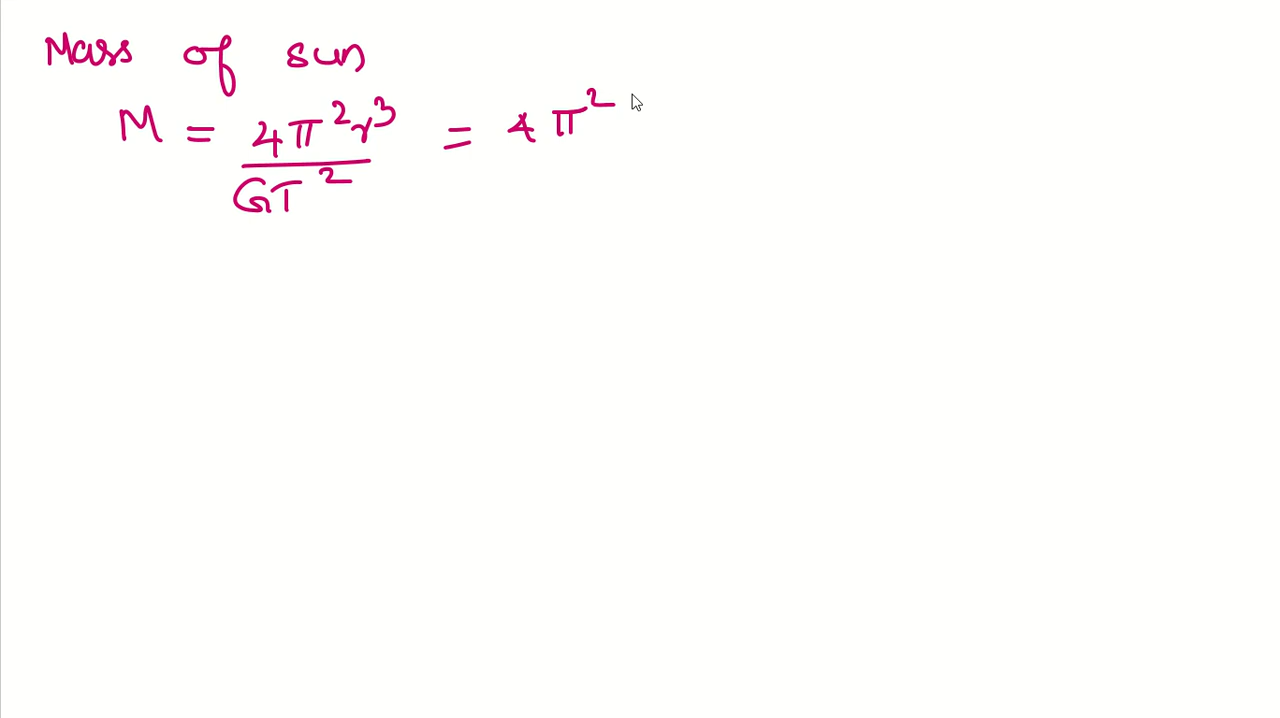 Mass of sun
M = 4π²r³ / GT² = 4π²